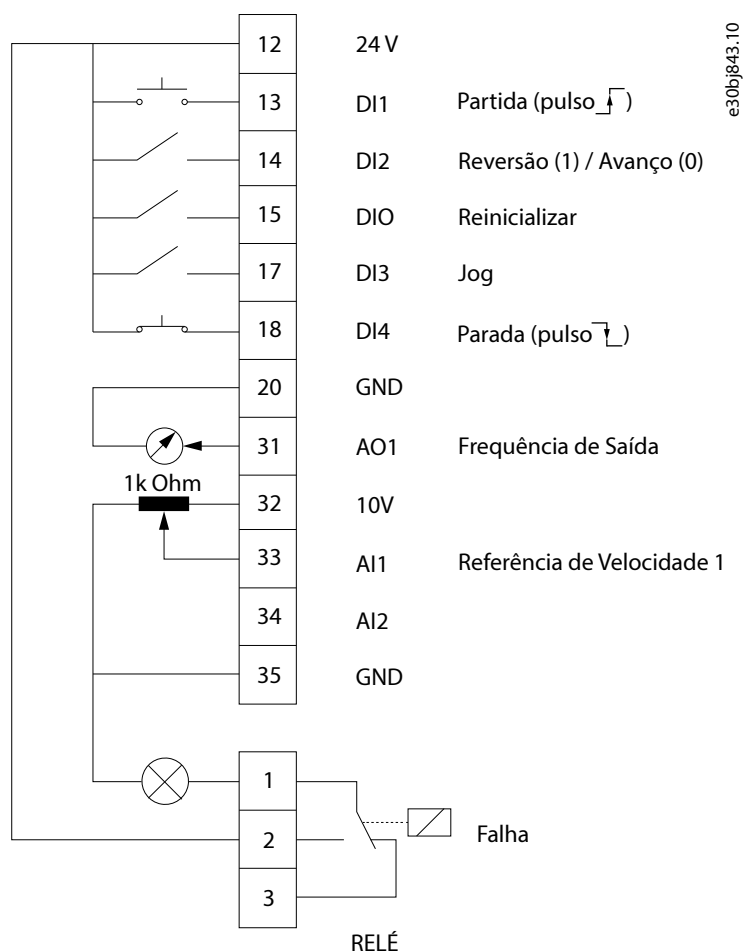 12 24 V
13 DI1 Partida (pulso )
14 DI2 Reversão (1) / Avanço (0)
15 DIO Reinicializar
17 DI3 Jog
18 DI4 Parada (pulso )
20 GND
31 AO1 Frequência de Saída
1k Ohm
32 10V
33 AI1 Referência de Velocidade 1
34 AI2
35 GND
1
2 Falha
3
RELÉ
e30bj843.10